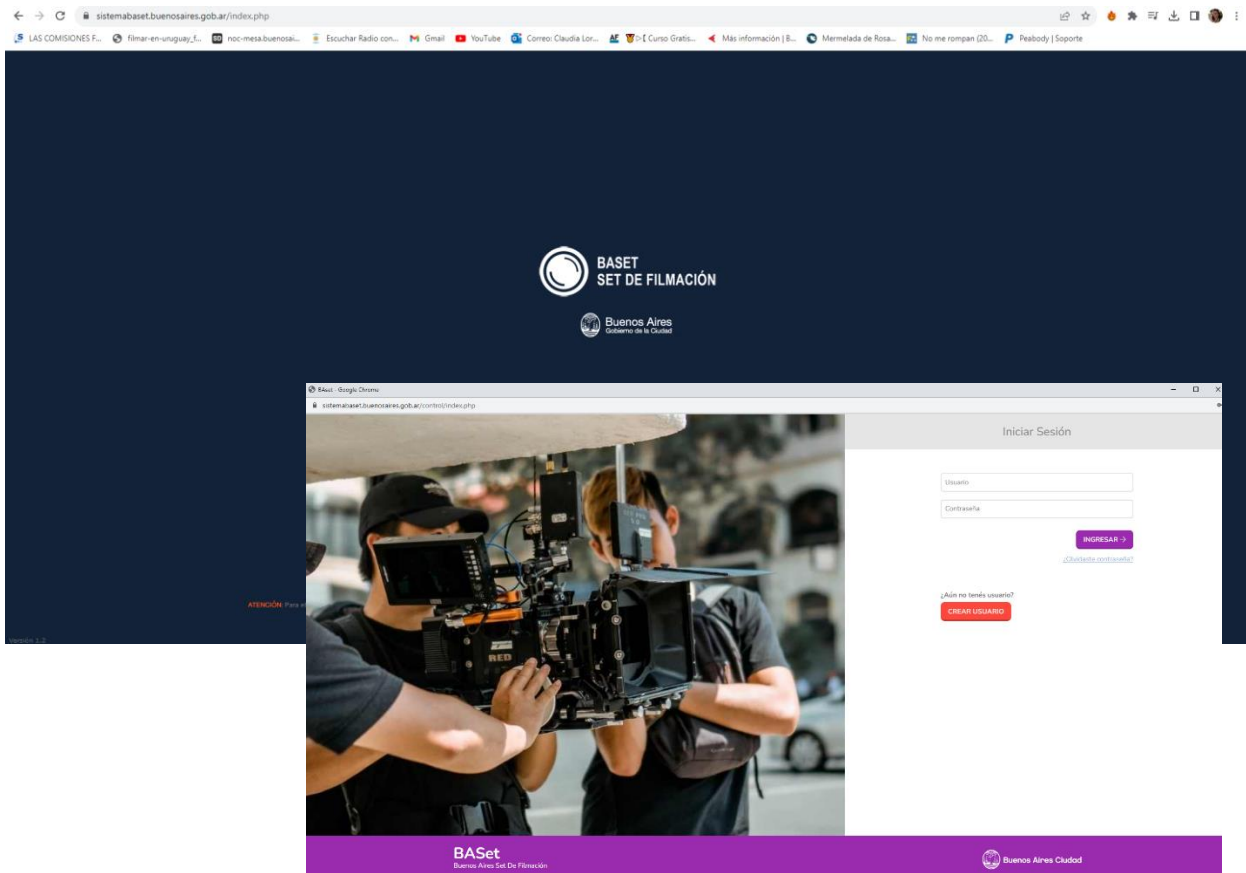 sistemabaset.buenosaires.gob.ar/index.php
LAS COMISIONES F... filmar-en-uruguay_f... noc-mesa.buenosai... Escuchar Radio con... Gmail YouTube Correo: Claudia Lor... Curso Gratis... Más información | B... Mermelada de Rosa... No me rompan (20... Peabody | Soporte
BASET
SET DE FILMACIÓN
Buenos Aires
Gobierno de la Ciudad
BAset - Google Chrome
sistemabaset.buenosaires.gob.ar/control/index.php
Iniciar Sesión
Usuario
Contraseña
INGRESAR →
¿Olvidaste contraseña?
¿Aún no tenés usuario?
CREAR USUARIO
ATENCIÓN: Para
Versión 1.2
RED
BASet
Buenos Aires Set De Filmación
Buenos Aires Ciudad